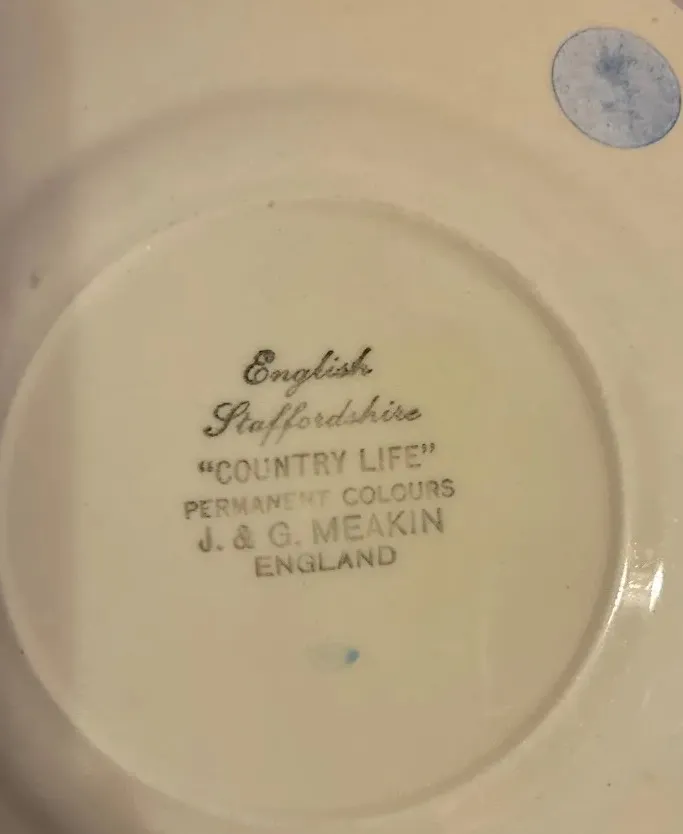 English
Staffordshire
“COUNTRY LIFE”
PERMANENT COLOURS
J. & G. MEAKIN
ENGLAND